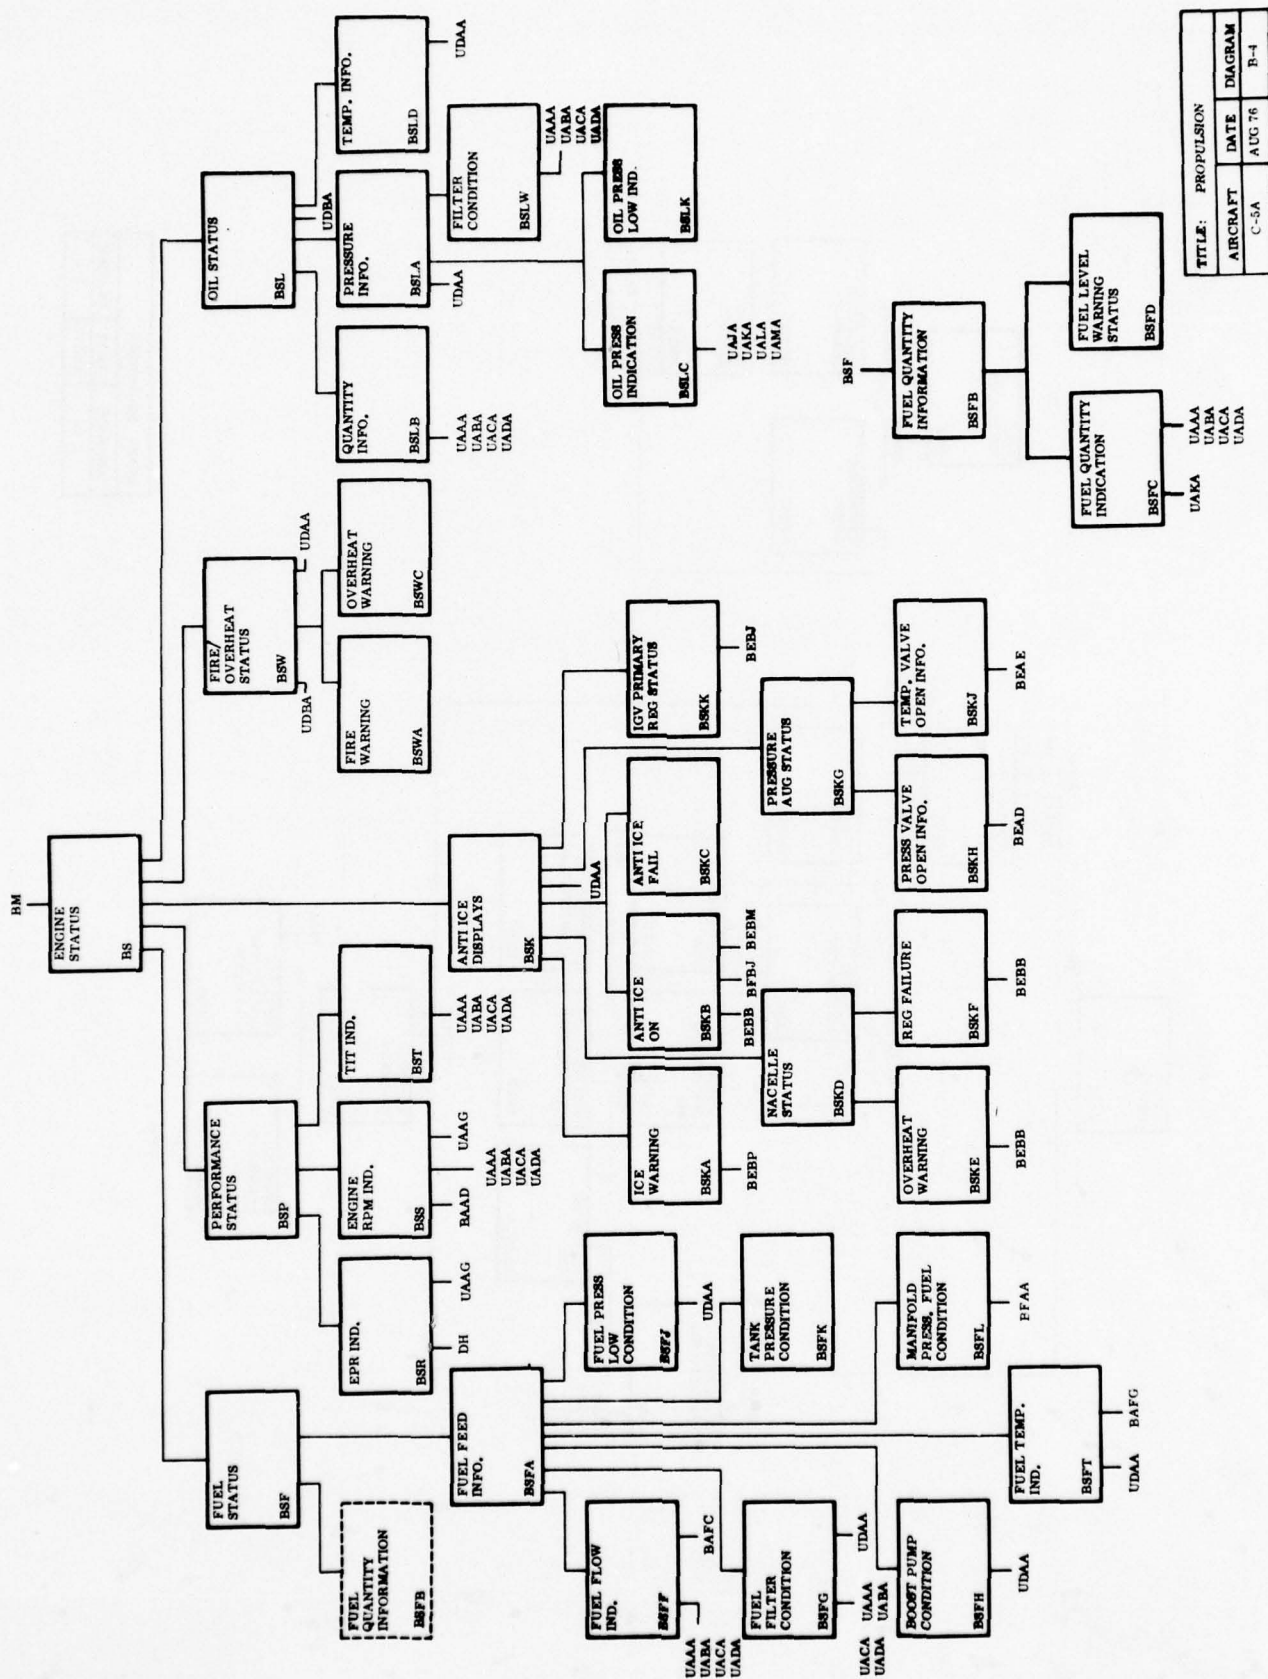 BM
ENGINE
STATUS
BS
FUEL
STATUS
BSF
PERFORMANCE
STATUS
BSP
FIRE/
OVERHEAT
STATUS
BSW
UDBA
UDAA
OIL STATUS
BSL
UDBA
FUEL
QUANTITY
INFORMATION
BSFB
EPR IND.
BSR
DH
UAAG
ENGINE
RPM IND.
BSS
BAAD
UAAA
UABA
UACA
UADA
UAAG
TIT IND.
BST
UAAA
UABA
UACA
UADA
FIRE
WARNING
BSWA
OVERHEAT
WARNING
BSWC
QUANTITY
INFO.
BSLB
UAAA
UABA
UACA
UADA
PRESSURE
INFO.
BSLA
UDAA
TEMP. INFO.
BSLD
UDAA
FUEL FEED
INFO.
BSFA
ANTI ICE
DISPLAYS
BSK
UDAA
FILTER
CONDITION
BSLW
UAAA
UABA
UACA
UADA
FUEL FLOW
IND.
BSFF
UAAA
UABA
UACA
UADA
BAFC
FUEL PRESS
LOW
CONDITION
BSFJ
UDAA
ICE
WARNING
BSKA
BEBP
ANTI ICE
ON
BSKB
BEBB
BFBJ
BEBM
ANTI ICE
FAIL
BSKC
IGV PRIMARY
REG STATUS
BSKK
BEBJ
OIL PRESS
INDICATION
BSLC
UAJA
UAKA
UALA
UAMA
OIL PRESS
LOW IND.
BSLK
FUEL
FILTER
CONDITION
BSFG
UAAA
UABA
UACA
UADA
UDAA
TANK
PRESSURE
CONDITION
BSFK
NACELLE
STATUS
BSKD
PRESSURE
AUG STATUS
BSKG
BOOST PUMP
CONDITION
BSFH
UDAA
MANIFOLD
PRESS. FUEL
CONDITION
BSFL
BFAA
OVERHEAT
WARNING
BSKE
BEBB
REG FAILURE
BSKF
BEBB
PRESS VALVE
OPEN INFO.
BSKH
BEAD
TEMP. VALVE
OPEN INFO.
BSKJ
BEAE
FUEL TEMP.
IND.
BSFT
UDAA
BAFG
BSF
FUEL QUANTITY
INFORMATION
BSFB
FUEL QUANTITY
INDICATION
BSFC
UAKA
UAAA
UABA
UACA
UADA
FUEL LEVEL
WARNING
STATUS
BSFD
TITLE: PROPULSION
AIRCRAFT DATE DIAGRAM
C-5A AUG 76 B-4